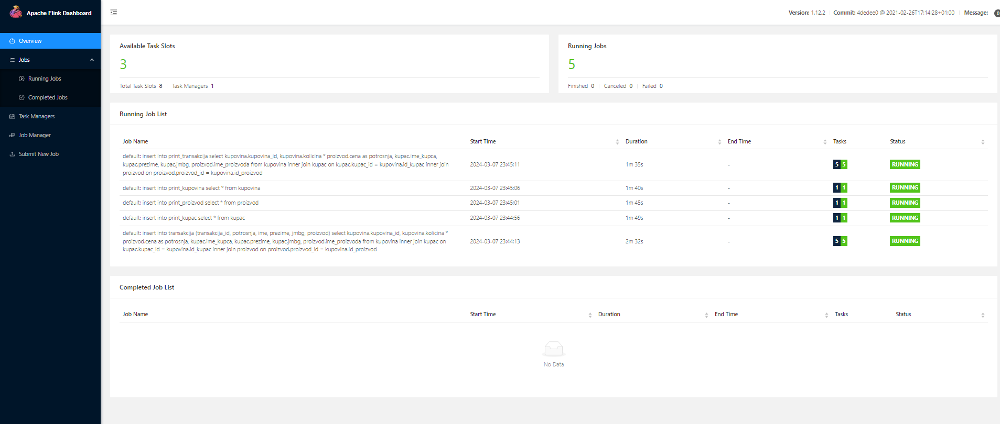 Apache Flink Dashboard
Version: 1.12.2 Commit: 4dedee0 @ 2021-02-26T17:14:28+01:00 Message: 0
Overview
Jobs
Running Jobs
Completed Jobs
Task Managers
Job Manager
Submit New Job
Available Task Slots
3
Total Task Slots 8 Task Managers 1
Running Jobs
5
Finished 0 Canceled 0 Failed 0
Running Job List
Job Name Start Time Duration End Time Tasks Status
default: insert into print_transakcija select kupovina.kupovina_id, kupovina.kolicina * proizvod.cena as potrosnja, kupac.ime_kupca,
kupac.prezime, kupac.jmbg, proizvod.ime_proizvoda from kupovina inner join kupac on kupac.kupac_id = kupovina.id_kupac inner join
proizvod on proizvod.proizvod_id = kupovina.id_proizvod
2024-03-07 23:45:11 1m 35s - 5 5 RUNNING
default: insert into print_kupovina select * from kupovina 2024-03-07 23:45:06 1m 40s - 1 1 RUNNING
default: insert into print_proizvod select * from proizvod 2024-03-07 23:45:01 1m 45s - 1 1 RUNNING
default: insert into print_kupac select * from kupac 2024-03-07 23:44:56 1m 49s - 1 1 RUNNING
default: insert into transakcija (transakcija_id, potrosnja, ime, prezime, jmbg, proizvod) select kupovina.kupovina_id, kupovina.kolicina *
proizvod.cena as potrosnja, kupac.ime_kupca, kupac.prezime, kupac.jmbg, proizvod.ime_proizvoda from kupovina inner join kupac on
kupac.kupac_id = kupovina.id_kupac inner join proizvod on proizvod.proizvod_id = kupovina.id_proizvod
2024-03-07 23:44:13 2m 32s - 5 5 RUNNING
Completed Job List
Job Name Start Time Duration End Time Tasks Status
No Data